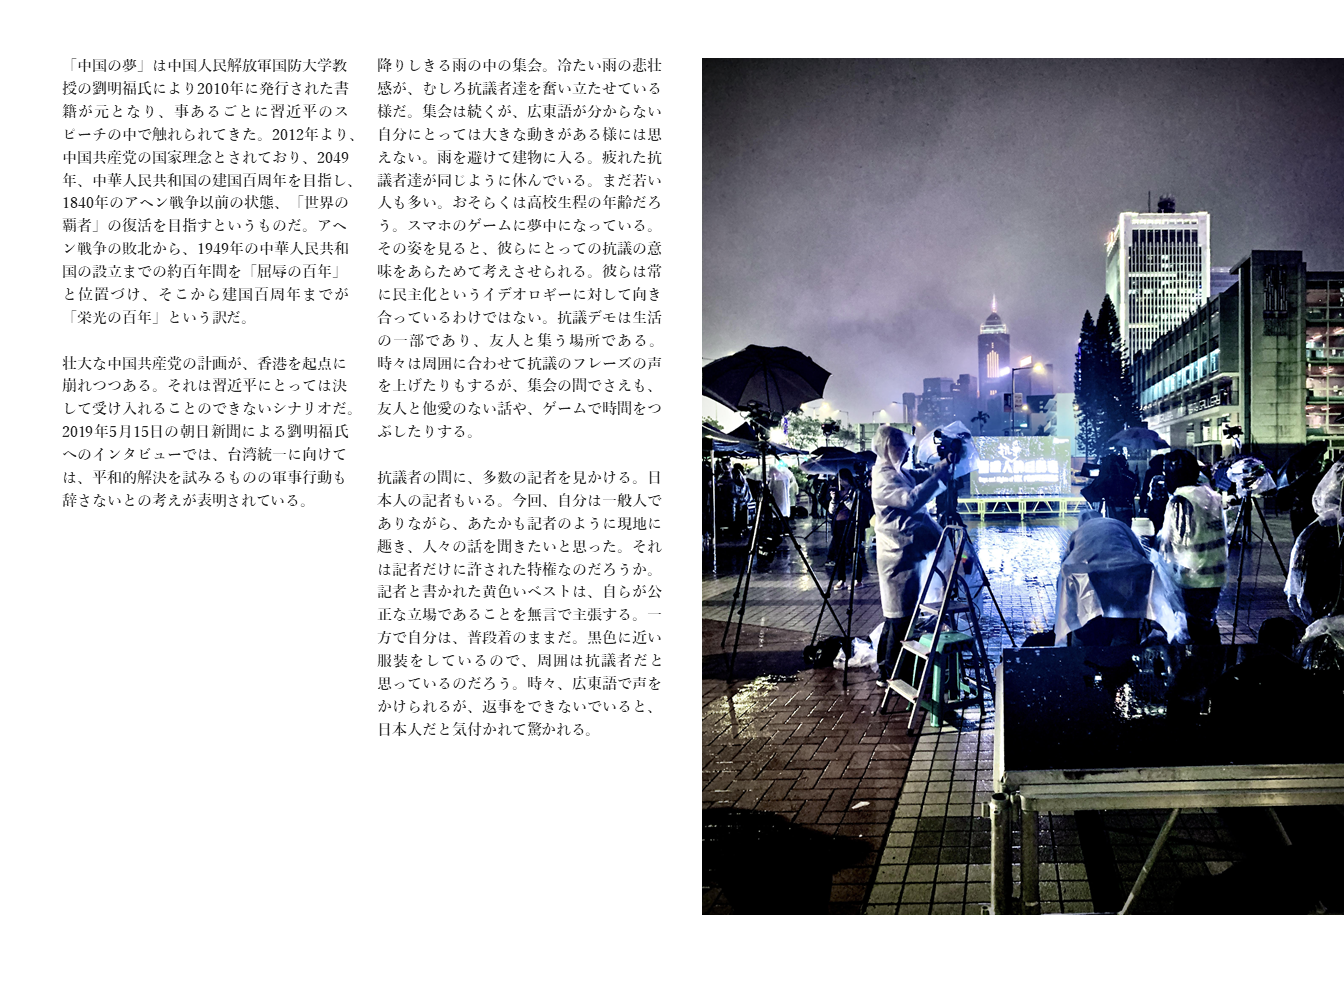 「中国の夢」は中国人民解放軍国防大学教
授の劉明福氏により2010年に発行された書
籍が元となり、事あるごとに習近平のス
ピーチの中で触れられてきた。2012年より、
中国共産党の国家理念とされており、2049
年、中華人民共和国の建国百周年を目指し、
1840年のアヘン戦争以前の状態、「世界の
覇者」の復活を目指すというものだ。アヘ
ン戦争の敗北から、1949年の中華人民共和
国の設立までの約百年間を「屈辱の百年」
と位置づけ、そこから建国百周年までが
「栄光の百年」という訳だ。
壮大な中国共産党の計画が、香港を起点に
崩れつつある。それは習近平にとっては決
して受け入れることのできないシナリオだ。
2019年5月15日の朝日新聞による劉明福氏
へのインタビューでは、台湾統一に向けて
は、平和的解決を試みるものの軍事行動も
辞さないとの考えが表明されている。
降りしきる雨の中の集会。冷たい雨の悲壮
感が、むしろ抗議者達を奮い立たせている
様だ。集会は続くが、広東語が分からない
自分にとっては大きな動きがある様には思
えない。雨を避けて建物に入る。疲れた抗
議者達が同じように休んでいる。まだ若い
人も多い。おそらくは高校生程の年齢だろ
う。スマホのゲームに夢中になっている。
その姿を見ると、彼らにとっての抗議の意
味をあらためて考えさせられる。彼らは常
に民主化というイデオロギーに対して向き
合っているわけではない。抗議デモは生活
の一部であり、友人と集う場所である。
時々は周囲に合わせて抗議のフレーズの声
を上げたりもするが、集会の間でさえも、
友人と他愛のない話や、ゲームで時間をつ
ぶしたりする。
抗議者の間に、多数の記者を見かける。日
本人の記者もいる。今回、自分は一般人で
ありながら、あたかも記者のように現地に
趣き、人々の話を聞きたいと思った。それ
は記者だけに許された特権なのだろうか。
記者と書かれた黄色いベストは、自らが公
正な立場であることを無言で主張する。一
方で自分は、普段着のままだ。黒色に近い
服装をしているので、周囲は抗議者だと
思っているのだろう。時々、広東語で声を
かけられるが、返事をできないでいると、
日本人だと気付かれて驚かれる。